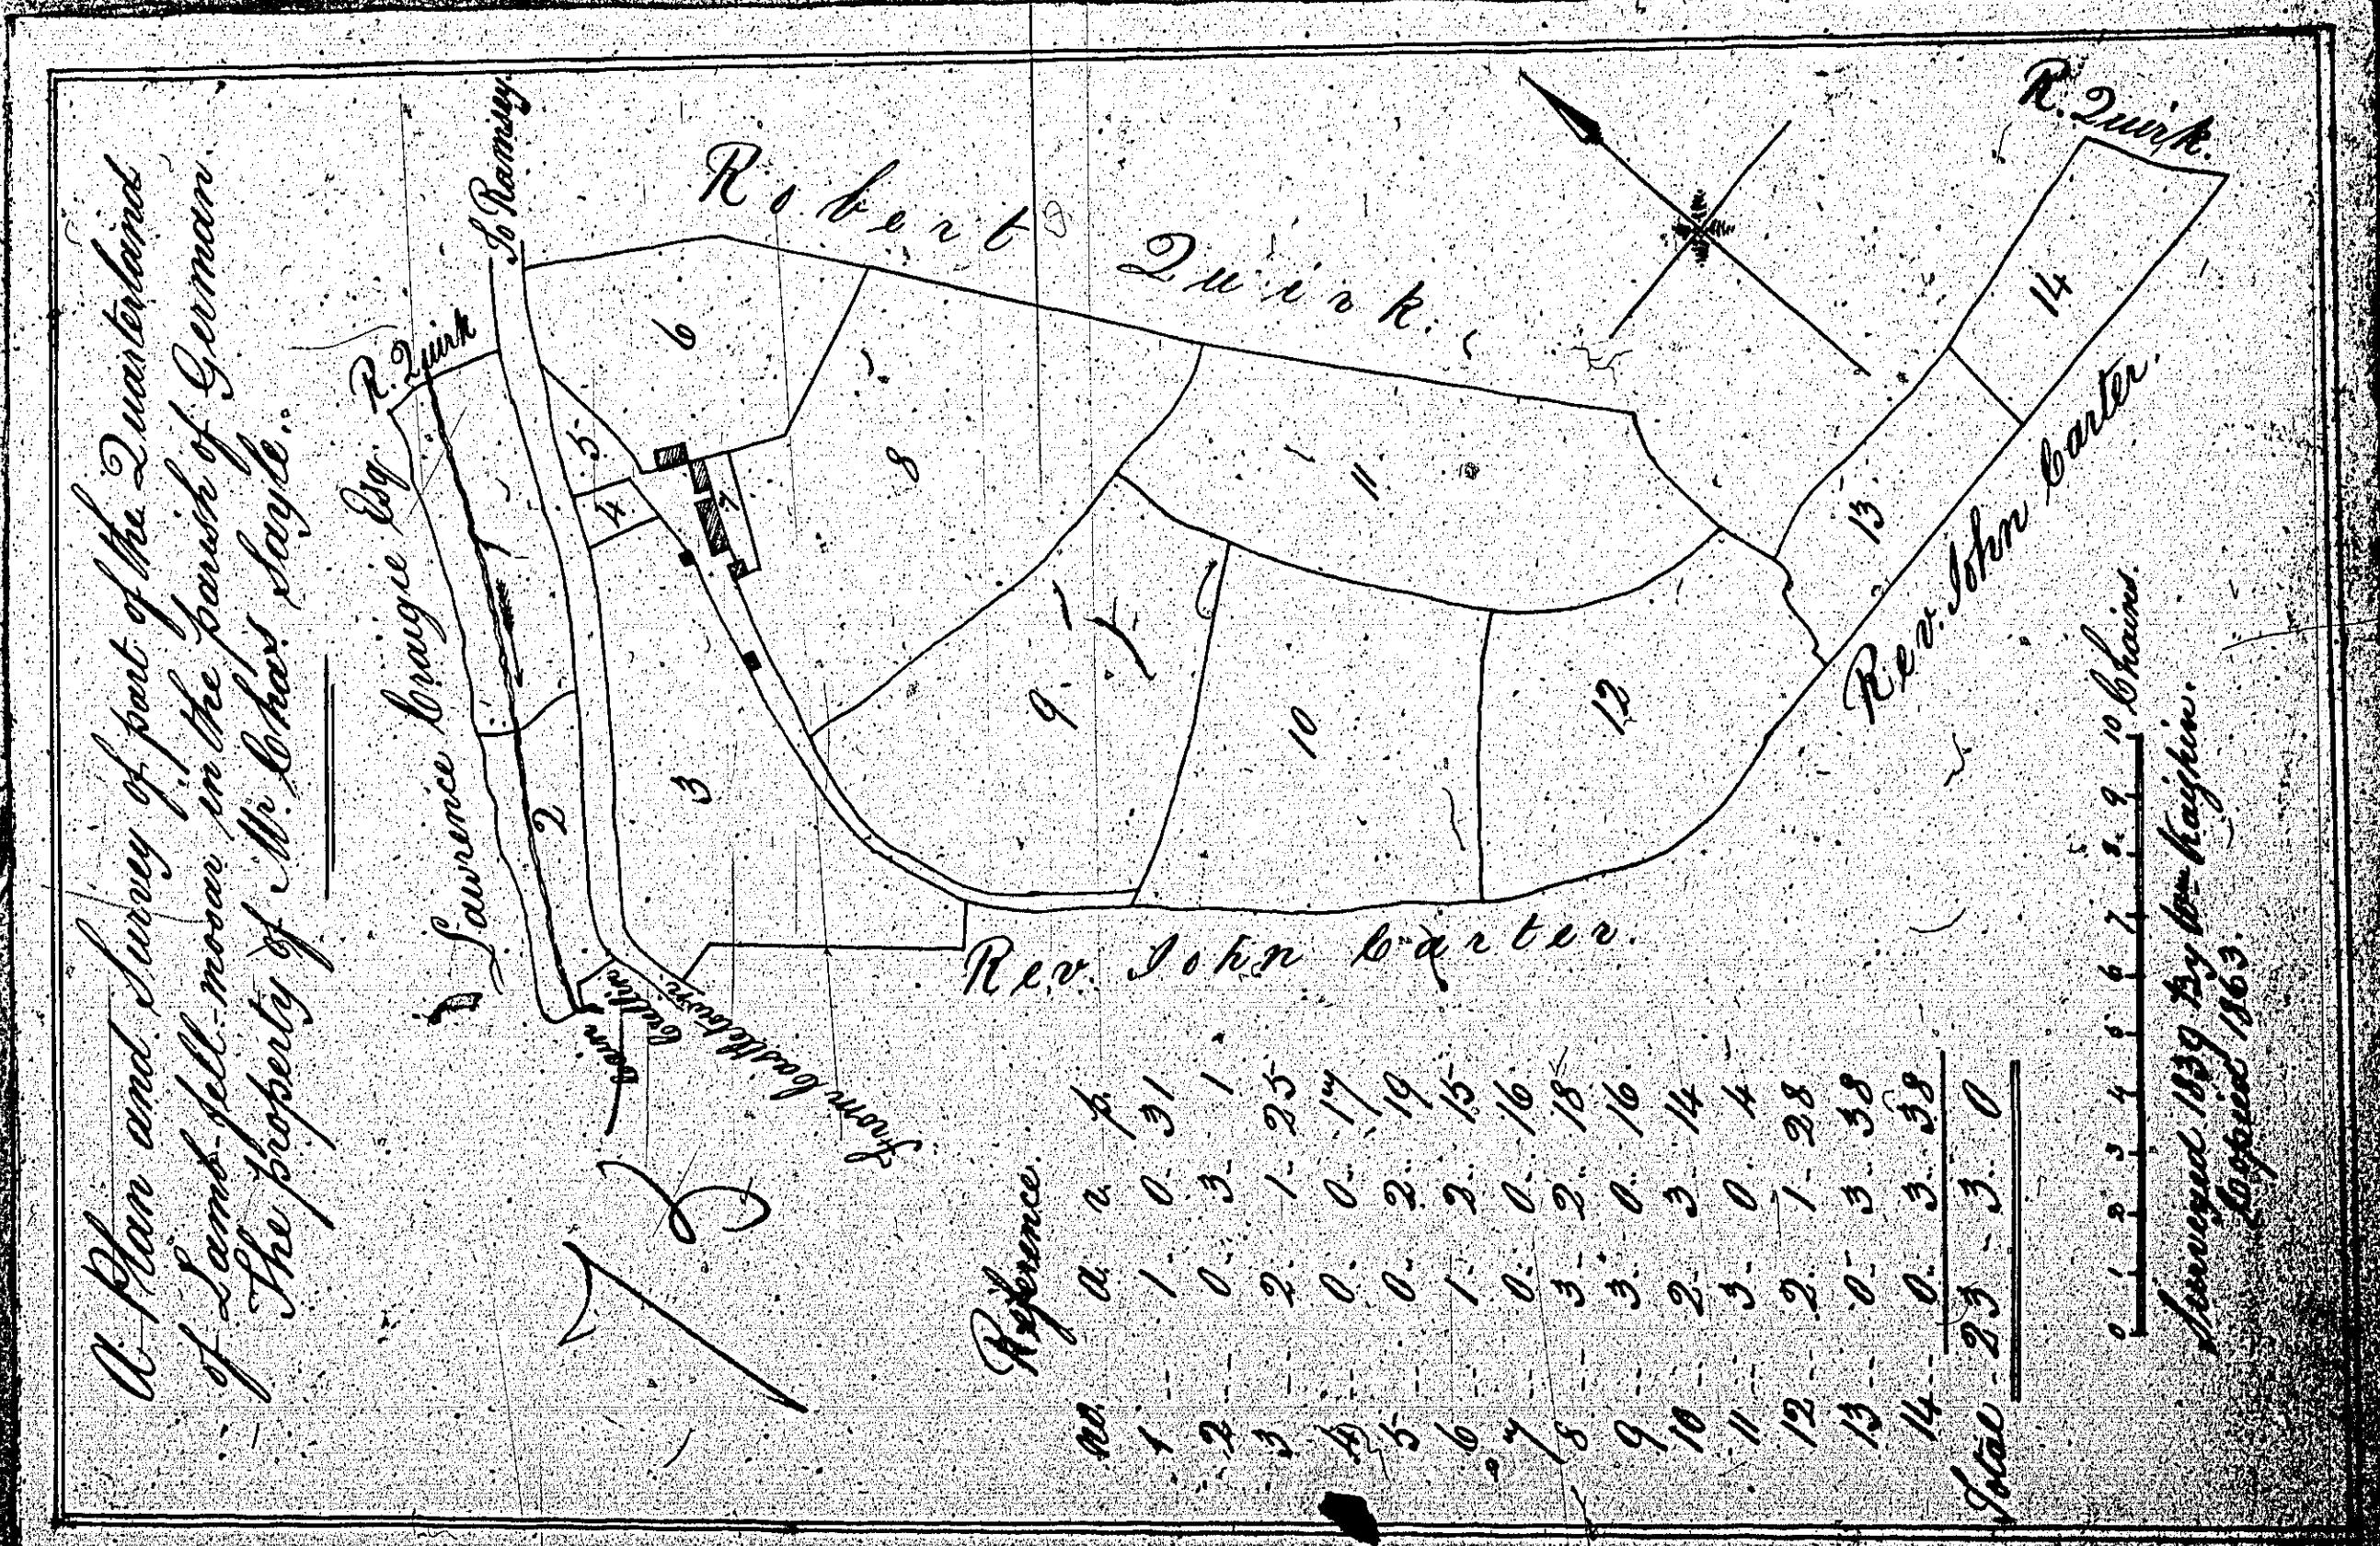 A Plan and Survey of part of the Quarterland
of Lamb-fell-mooar in the parish of German.
The property of Mr. Chas. Sayle.
Lawrence Craigie Esq.
R. Quirk
To Ramsey
Robert Quirk.
R. Quirk.
1
2
3
4
5
6
7
8
9
10
11
12
13
14
Rev. John Carter.
Rev. John Carter.
From Castletown
Reference.
No. a. r. p.
1 -- 1. 0. 31
2 -- 0. 3. 1
3 -- 2. 1. 25
4 -- 0. 0. 17
5 -- 0. 2. 19
6 -- 1. 2. 15
7 -- 0. 0. 16
8 -- 3. 2. 18
9 -- 3. 0. 16
10 -- 2. 3. 14
11 -- 3. 0. 4
12 -- 2. 1. 28
13 -- 0. 3. 38
14 -- 0. 3. 38
Total - 23 - 3. 0
0 1 2 3 4 5 6 7 8 9 10 Chains.
Surveyed 1839 By Wm Kaighin.
Copied 1863.